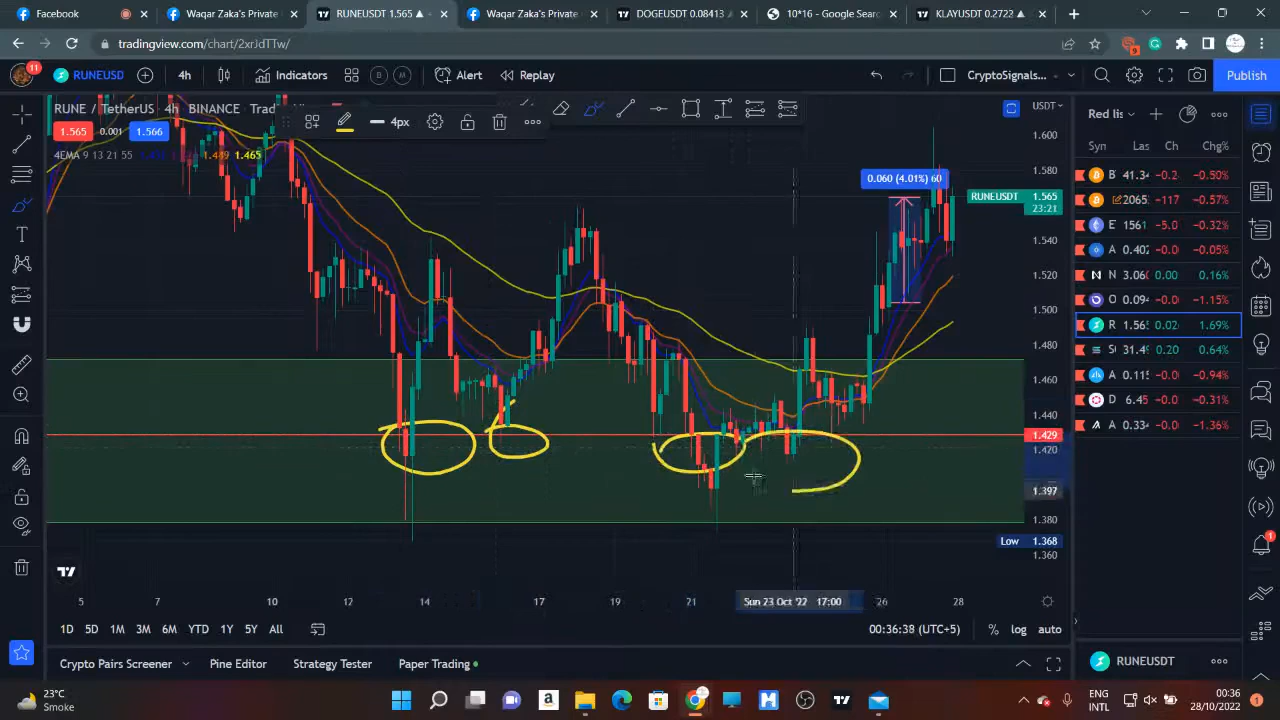 Facebook
Waqar Zaka's Private
RUNEUSDT 1.565 ▲
Waqar Zaka's Private
DOGEUSDT 0.08413
10*16 - Google Sear
KLAYUSDT 0.2722 ▲
tradingview.com/chart/2xrJdTTw/
9
11
RUNEUSD
4h
Indicators
Alert
Replay
CryptoSignals...
Publish
RUNE / TetherUS 4h BINANCE Trad
4px
1.565 0.001 1.566
4EMA 9 13 21 55 1.449 1.465
USDT
1.600
1.580
0.060 (4.01%) 60
RUNEUSDT 1.565
23:21
1.540
1.520
1.500
1.480
1.460
1.440
1.429
1.420
1.397
1.380
Low 1.368
1.360
5 7 10 12 14 17 19 21 Sun 23 Oct '22 17:00 26 28
1D 5D 1M 3M 6M YTD 1Y 5Y All
00:36:38 (UTC+5) % log auto
Crypto Pairs Screener
Pine Editor
Strategy Tester
Paper Trading
Red lis
Syn Las Ch Chg%
B 41.3 -0.2 -0.50%
2065 -117 -0.57%
E 1561 -5.0 -0.32%
A 0.402 -0.0 -0.05%
N 3.06 0.00 0.16%
O 0.094 -0.0 -1.15%
R 1.56 0.02 1.69%
31.4 0.20 0.64%
A 0.115 -0.0 -0.94%
D 6.45 -0.0 -0.31%
A 0.33 -0.0 -1.36%
RUNEUSDT
1
23°C
Smoke
ENG
INTL
00:36
28/10/2022